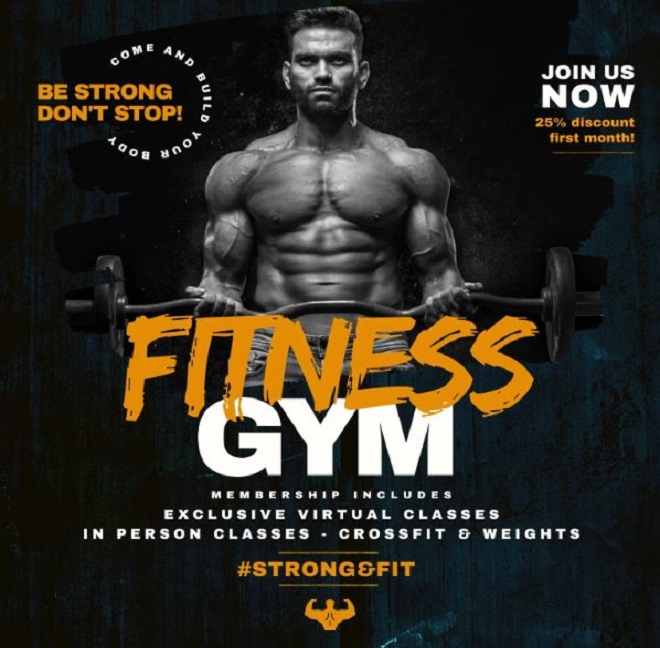 COME AND BUILD YOUR BODY
BE STRONG
DON'T STOP!
JOIN US
NOW
25% discount
first month!
FITNESS
GYM
MEMBERSHIP INCLUDES
EXCLUSIVE VIRTUAL CLASSES
IN PERSON CLASSES - CROSSFIT & WEIGHTS
#STRONG&FIT